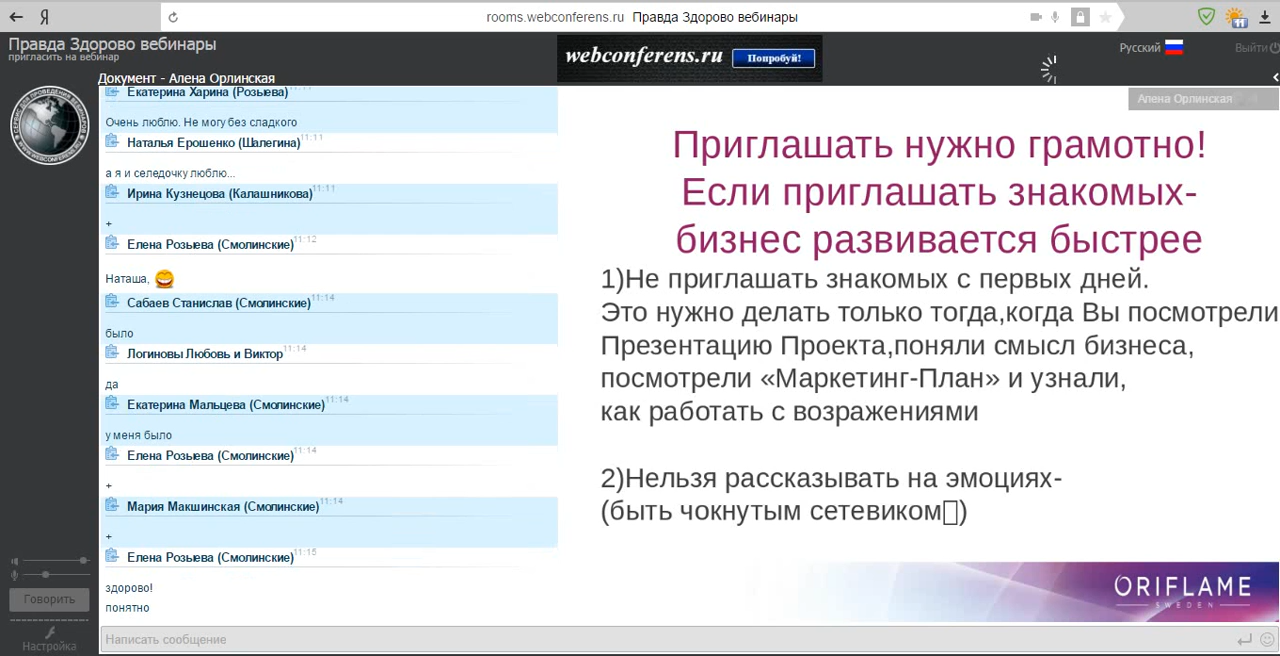 rooms.webconferens.ru Правда Здорово вебинары
Правда Здорово вебинары
пригласить на вебинар
webconferens.ru Попробуй!
Русский
Выйти
Документ - Алена Орлинская
Екатерина Харина (Розыева) 11:11
Очень люблю. Не могу без сладкого
Наталья Ерошенко (Шалегина) 11:11
а я и селедочку люблю...
Ирина Кузнецова (Калашникова) 11:11
+
Елена Розыева (Смолинские) 11:12
Наташа,
Сабаев Станислав (Смолинские) 11:14
было
Логиновы Любовь и Виктор 11:14
да
Екатерина Мальцева (Смолинские) 11:14
у меня было
Елена Розыева (Смолинские) 11:14
+
Мария Макшинская (Смолинские) 11:14
+
Елена Розыева (Смолинские) 11:15
здорово!
понятно
Написать сообщение
Говорить
Настройка
Алена Орлинская
Приглашать нужно грамотно!
Если приглашать знакомых-
бизнес развивается быстрее
1)Не приглашать знакомых с первых дней.
Это нужно делать только тогда,когда Вы посмотрели
Презентацию Проекта,поняли смысл бизнеса,
посмотрели «Маркетинг-План» и узнали,
как работать с возражениями
2)Нельзя рассказывать на эмоциях-
(быть чокнутым сетевиком)
ORIFLAME
SWEDEN